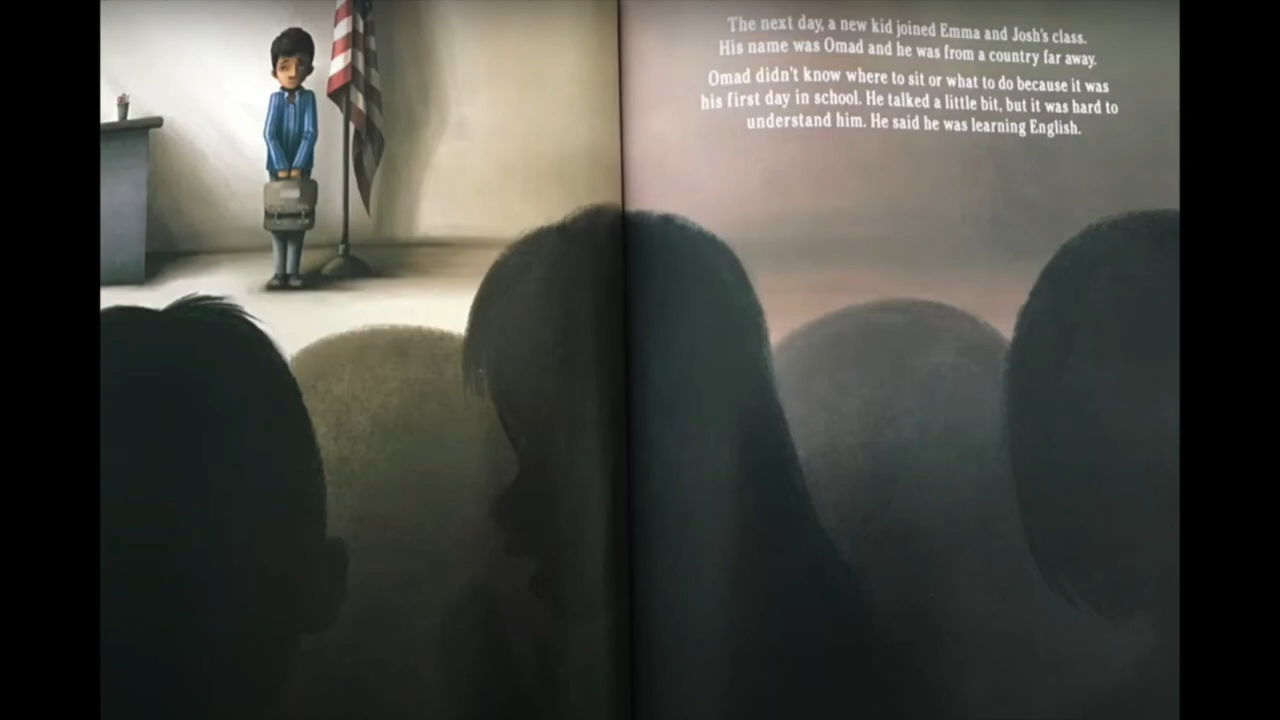 The next day, a new kid joined Emma and Josh's class.
His name was Omad and he was from a country far away.
Omad didn't know where to sit or what to do because it was
his first day in school. He talked a little bit, but it was hard to
understand him. He said he was learning English.